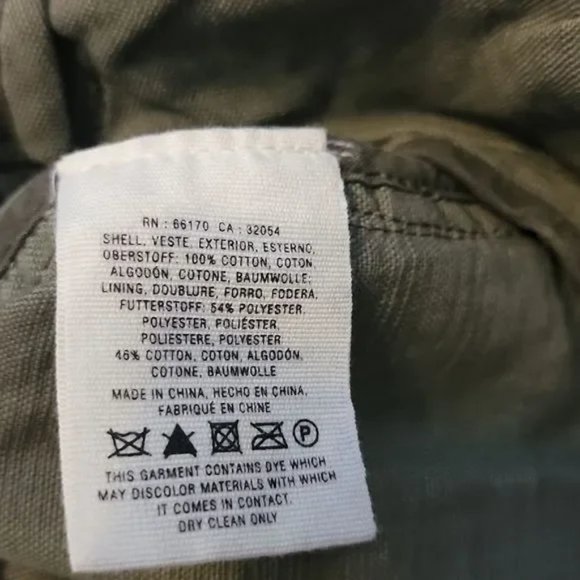 RN : 66170 CA : 32054
SHELL, VESTE, EXTERIOR, ESTERNO,
OBERSTOFF: 100% COTTON, COTON,
ALGODÓN, COTONE, BAUMWOLLE;
LINING, DOUBLURE, FORRO, FODERA,
FUTTERSTOFF: 54% POLYESTER,
POLYESTER, POLIÉSTER,
POLIESTERE, POLYESTER
46% COTTON, COTON, ALGODÓN,
COTONE, BAUMWOLLE
MADE IN CHINA, HECHO EN CHINA,
FABRIQUÉ EN CHINE
P
THIS GARMENT CONTAINS DYE WHICH
MAY DISCOLOR MATERIALS WITH WHICH
IT COMES IN CONTACT.
DRY CLEAN ONLY